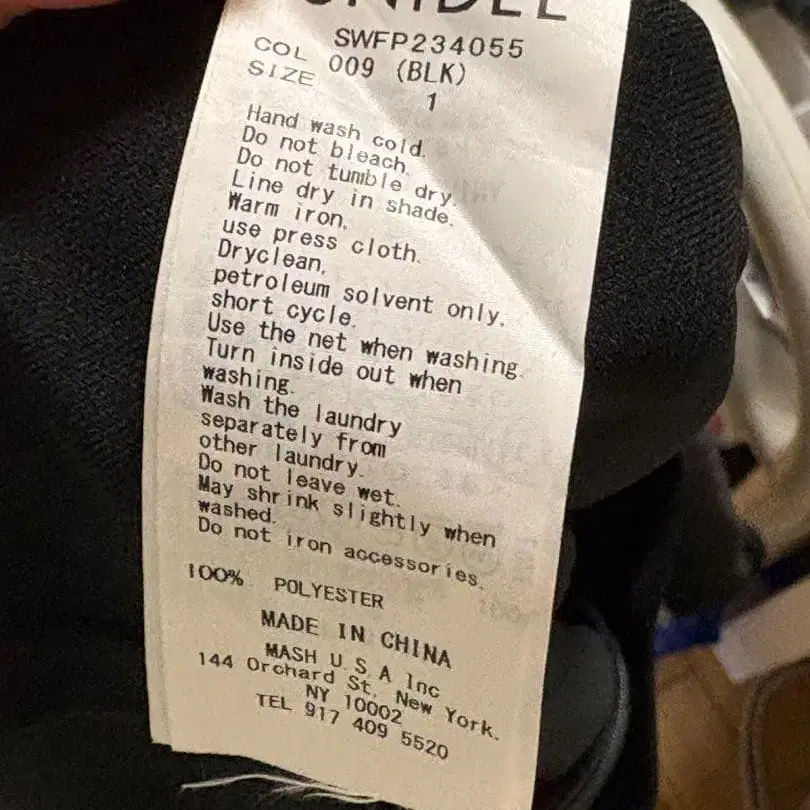 SWFP234055
COL 009 (BLK)
SIZE 1
Hand wash cold.
Do not bleach.
Do not tumble dry.
Line dry in shade.
Warm iron,
use press cloth.
Dryclean,
petroleum solvent only,
short cycle.
Use the net when washing.
Turn inside out when
washing.
Wash the laundry
separately from
other laundry.
Do not leave wet.
May shrink slightly when
washed.
Do not iron accessories.
100% POLYESTER
MADE IN CHINA
MASH U.S.A Inc
144 Orchard St, New York.
NY 10002
TEL 917 409 5520